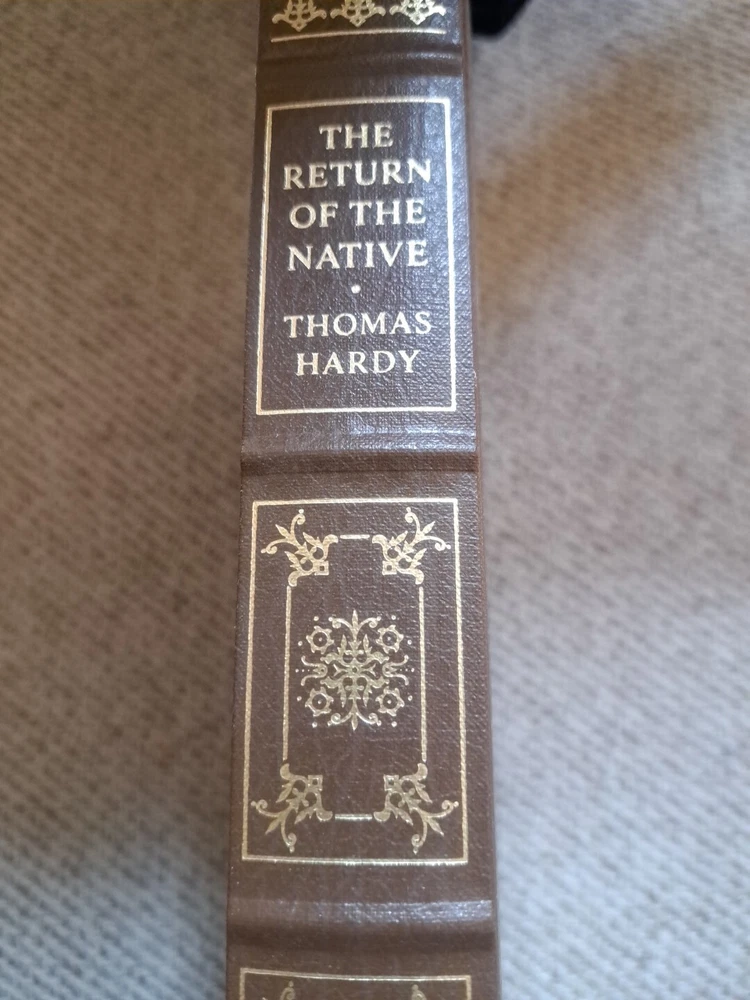 THE
RETURN
OF THE
NATIVE
•
THOMAS
HARDY